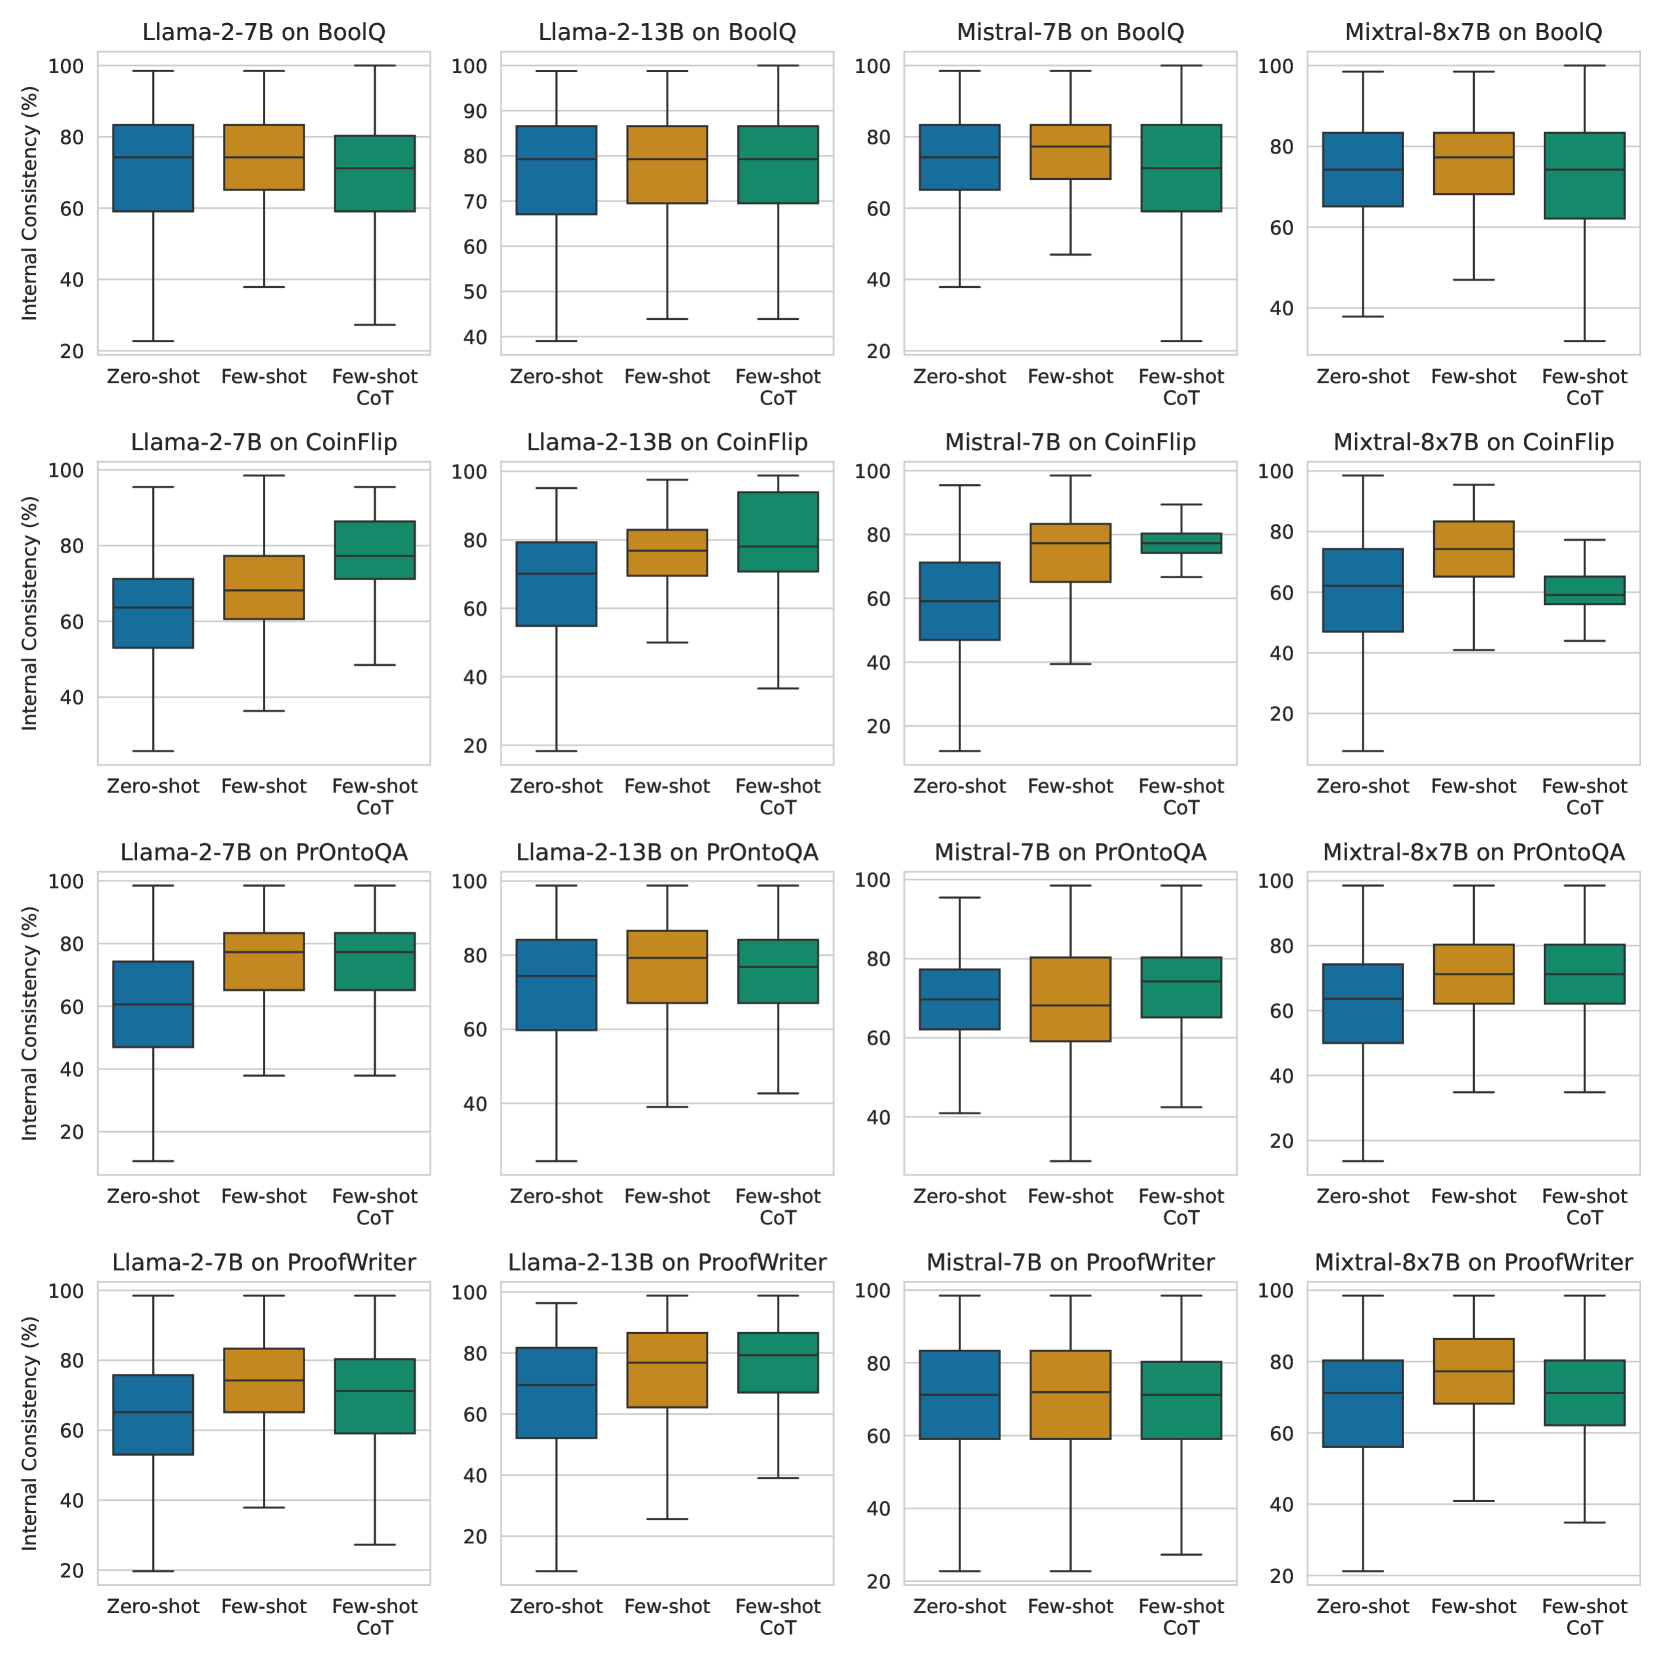 Llama-2-7B on BoolQ
Llama-2-13B on BoolQ
Mistral-7B on BoolQ
Mixtral-8x7B on BoolQ
Internal Consistency (%)
100
80
60
40
20
100
90
80
70
60
50
40
100
80
60
40
20
100
80
60
40
Zero-shot
Few-shot
Few-shot
CoT
Zero-shot
Few-shot
Few-shot
CoT
Zero-shot
Few-shot
Few-shot
CoT
Zero-shot
Few-shot
Few-shot
CoT
Llama-2-7B on CoinFlip
Llama-2-13B on CoinFlip
Mistral-7B on CoinFlip
Mixtral-8x7B on CoinFlip
Internal Consistency (%)
100
80
60
40
100
80
60
40
20
100
80
60
40
20
100
80
60
40
20
Zero-shot
Few-shot
Few-shot
CoT
Zero-shot
Few-shot
Few-shot
CoT
Zero-shot
Few-shot
Few-shot
CoT
Zero-shot
Few-shot
Few-shot
CoT
Llama-2-7B on PrOntoQA
Llama-2-13B on PrOntoQA
Mistral-7B on PrOntoQA
Mixtral-8x7B on PrOntoQA
Internal Consistency (%)
100
80
60
40
20
100
80
60
40
100
80
60
40
100
80
60
40
20
Zero-shot
Few-shot
Few-shot
CoT
Zero-shot
Few-shot
Few-shot
CoT
Zero-shot
Few-shot
Few-shot
CoT
Zero-shot
Few-shot
Few-shot
CoT
Llama-2-7B on ProofWriter
Llama-2-13B on ProofWriter
Mistral-7B on ProofWriter
Mixtral-8x7B on ProofWriter
Internal Consistency (%)
100
80
60
40
20
100
80
60
40
20
100
80
60
40
20
100
80
60
40
20
Zero-shot
Few-shot
Few-shot
CoT
Zero-shot
Few-shot
Few-shot
CoT
Zero-shot
Few-shot
Few-shot
CoT
Zero-shot
Few-shot
Few-shot
CoT